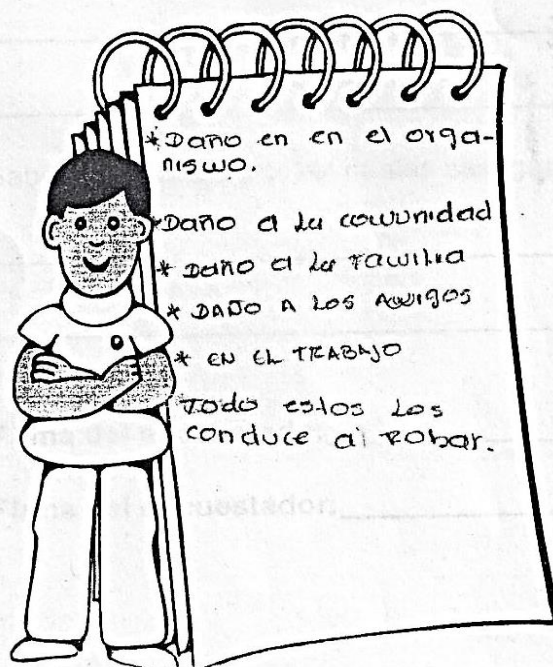 * Daño en en el orga-
nismo.
* Daño a la comunidad
* Daño a la familia
* DAÑO A LOS AMIGOS
* EN EL TRABAJO
Todo estos los
conduce al robar.